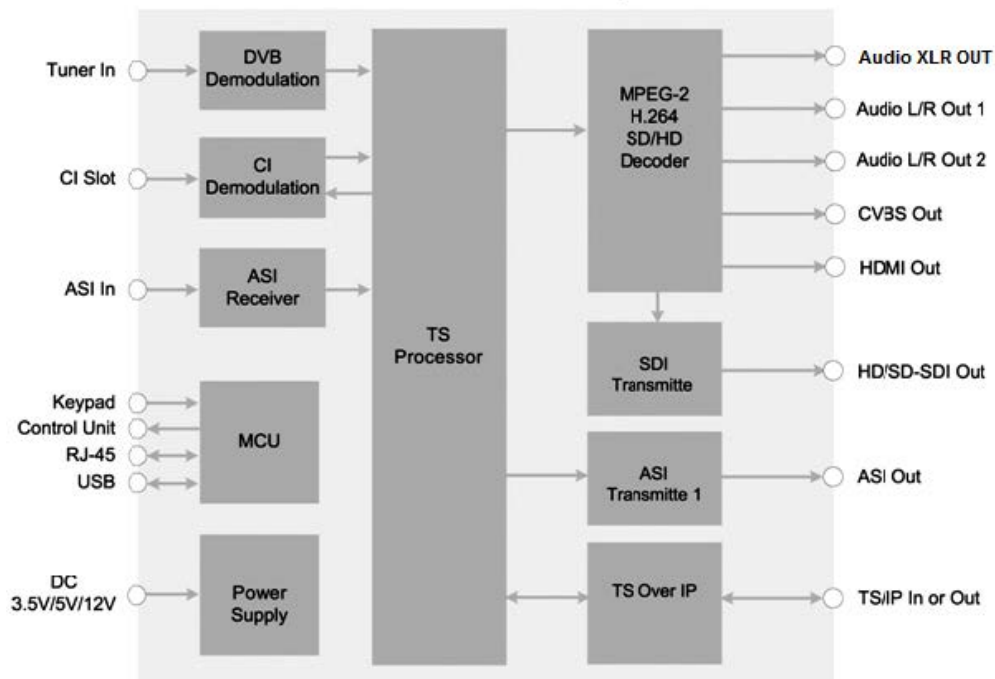 Tuner In
DVB
Demodulation
CI Slot
CI
Demodulation
ASI In
ASI
Receiver
Keypad
Control Unit
RJ-45
USB
MCU
DC
3.5V/5V/12V
Power
Supply
TS
Processor
MPEG-2
H.264
SD/HD
Decoder
SDI
Transmitte
ASI
Transmitte 1
TS Over IP
Audio XLR OUT
Audio L/R Out 1
Audio L/R Out 2
CVBS Out
HDMI Out
HD/SD-SDI Out
ASI Out
TS/IP In or Out